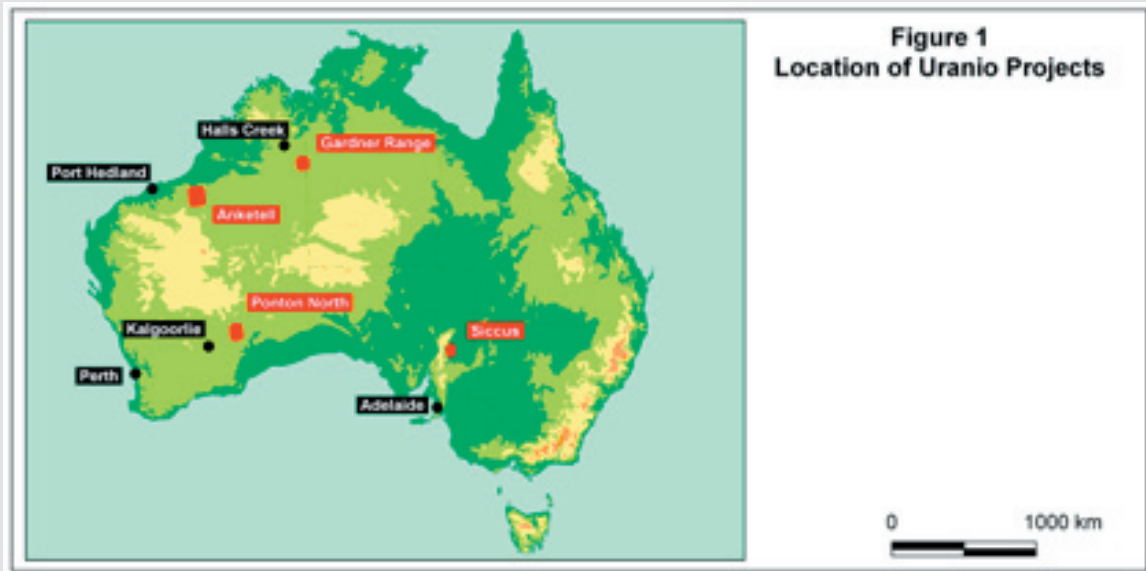 Figure 1
Location of Uranio Projects
Halls Creek
Gardner Range
Port Hedland
Anketell
Ponton North
Kalgoorlie
Siccus
Perth
Adelaide
0 1000 km